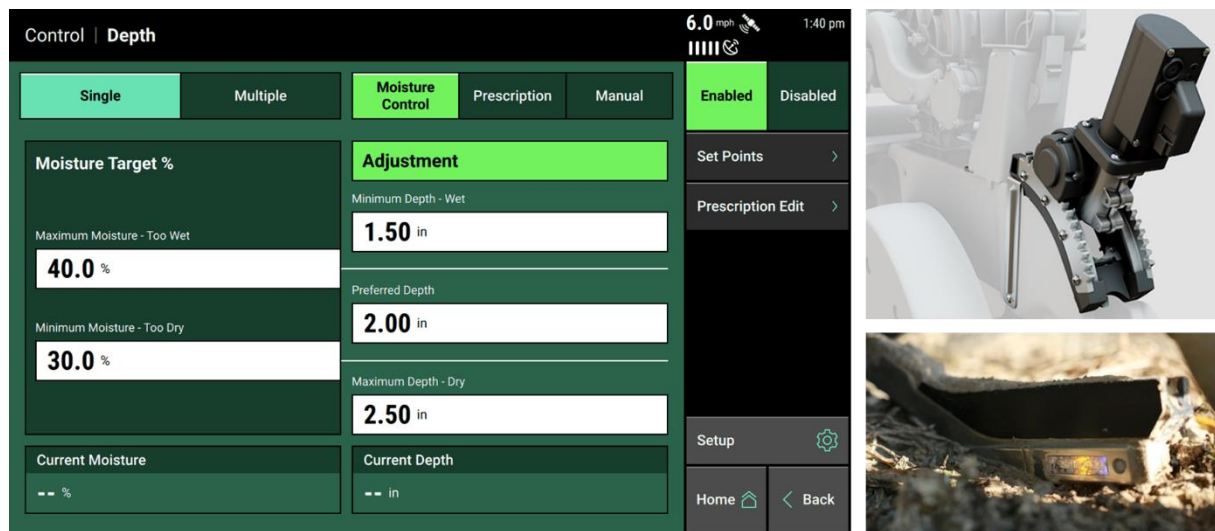 Control | Depth
6.0 mph
1:40 pm
Single
Multiple
Moisture
Control
Prescription
Manual
Enabled
Disabled
Moisture Target %
Maximum Moisture - Too Wet
40.0 %
Minimum Moisture - Too Dry
30.0 %
Adjustment
Minimum Depth - Wet
1.50 in
Preferred Depth
2.00 in
Maximum Depth - Dry
2.50 in
Current Moisture
-- %
Current Depth
-- in
Set Points
Prescription Edit
Setup
Home
Back